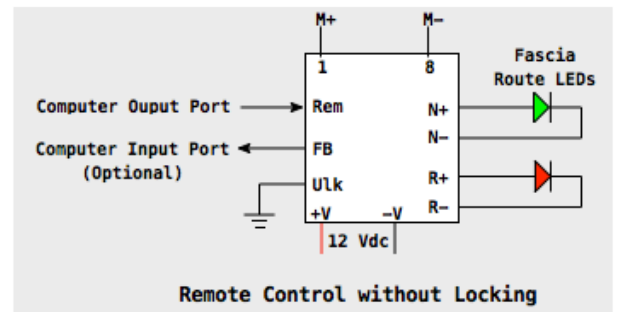 M+ M-
1 8
Fascia
Route LEDs
Computer Ouput Port Rem N+
N-
Computer Input Port FB
(Optional)
Ulk R+
R-
+V -V
12 Vdc
Remote Control without Locking